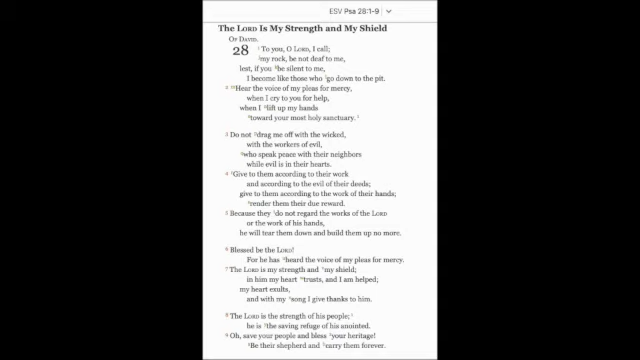 ESV Psa 28:1-9
The LORD Is My Strength and My Shield
OF DAVID.
28 1 To you, O LORD, I call;
my rock, be not deaf to me,
lest, if you be silent to me,
I become like those who go down to the pit.
2 Hear the voice of my pleas for mercy,
when I cry to you for help,
when I lift up my hands
toward your most holy sanctuary.
3 Do not drag me off with the wicked,
with the workers of evil,
who speak peace with their neighbors
while evil is in their hearts.
4 Give to them according to their work
and according to the evil of their deeds;
give to them according to the work of their hands;
render them their due reward.
5 Because they do not regard the works of the LORD
or the work of his hands,
he will tear them down and build them up no more.
6 Blessed be the LORD!
For he has heard the voice of my pleas for mercy.
7 The LORD is my strength and my shield;
in him my heart trusts, and I am helped;
my heart exults,
and with my song I give thanks to him.
8 The LORD is the strength of his people;
he is the saving refuge of his anointed.
9 Oh, save your people and bless your heritage!
Be their shepherd and carry them forever.